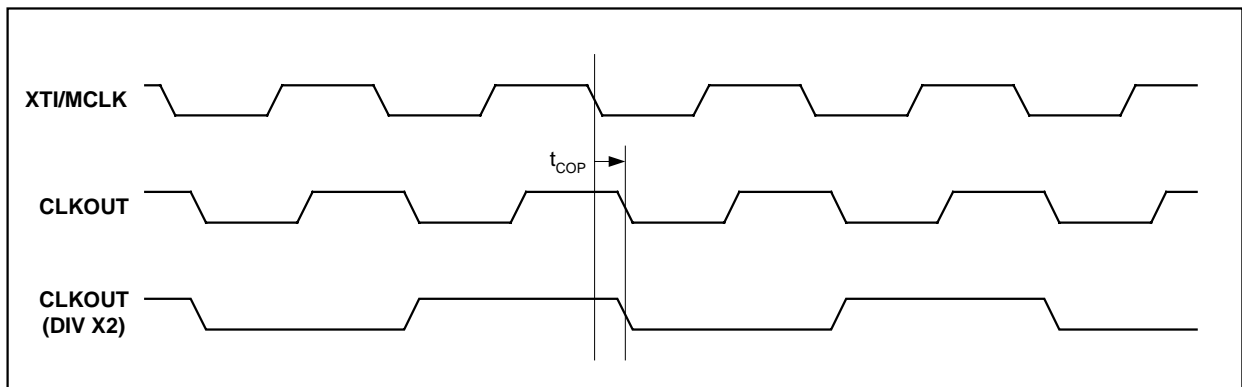 XTI/MCLK
tCOP
CLKOUT
CLKOUT
(DIV X2)